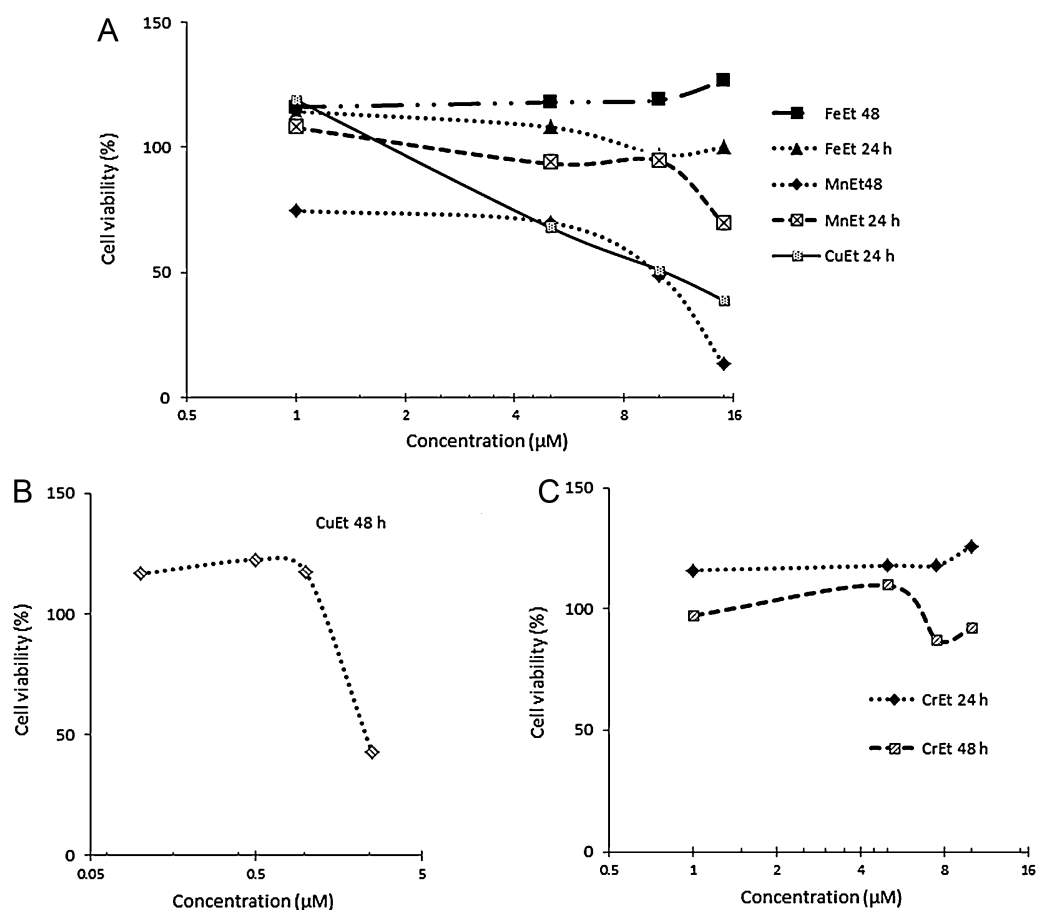 A
150
100
50
0
Cell viability (%)
0.5 1 2 4 8 16
Concentration (µM)
FeEt 48
FeEt 24 h
MnEt48
MnEt 24 h
CuEt 24 h
B
150
100
50
0
Cell viability (%)
CuEt 48 h
0.05 0.5 5
Concentration (µM)
C
150
100
50
0
Cell viability (%)
CrEt 24 h
CrEt 48 h
0.5 1 2 4 8 16
Concentration (µM)